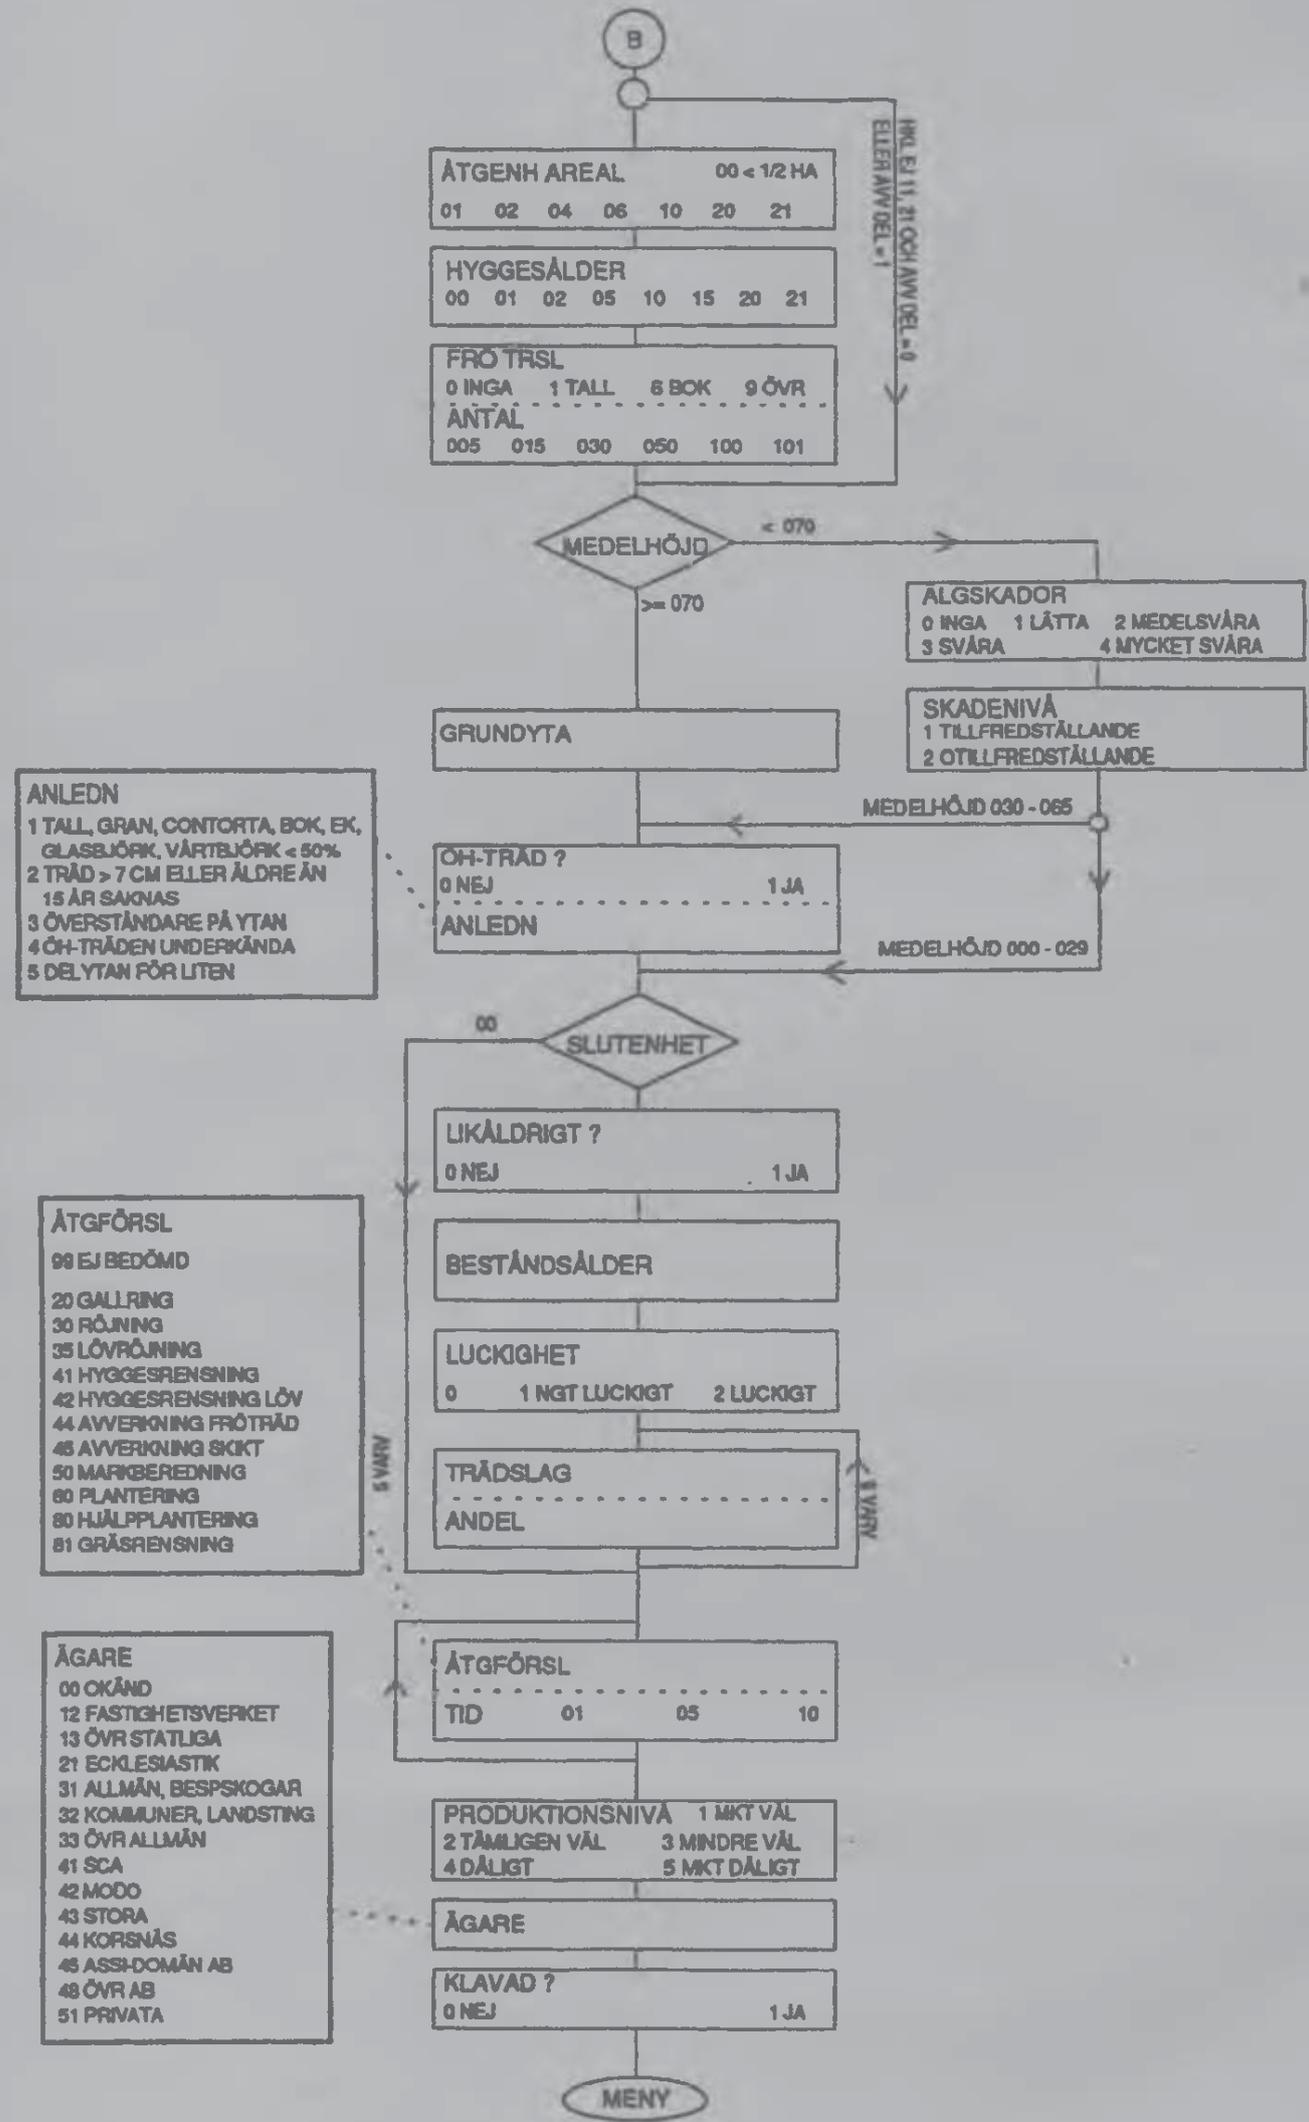 B
HKL EJ 11, 21 OCH AVV DEL = 0
ELLER AVV DEL = 1
ÅTGENH AREAL 00 < 1/2 HA
01 02 04 06 10 20 21
HYGGESÅLDER
00 01 02 05 10 15 20 21
FRÖ TRSL
0 INGA 1 TALL 6 BOK 9 ÖVR
ANTAL
005 015 030 050 100 101
MEDELHÖJD
< 070
>= 070
ÄLGSKADOR
0 INGA 1 LÄTTA 2 MEDELSVÅRA
3 SVÅRA 4 MYCKET SVÅRA
SKADENIVÅ
1 TILLFREDSTÄLLANDE
2 OTILLFREDSTÄLLANDE
GRUNDYTA
MEDELHÖJD 030 - 065
ANLEDN
1 TALL, GRAN, CONTORTA, BOK, EK,
GLASBJÖRK, VÅRTBJÖRK < 50%
2 TRÄD > 7 CM ELLER ÄLDRE ÄN
15 ÅR SAKNAS
3 ÖVERSTÅNDARE PÅ YTAN
4 ÖH-TRÄDEN UNDERKÄNDA
5 DELYTAN FÖR LITEN
ÖH-TRÄD ?
0 NEJ 1 JA
ANLEDN
MEDELHÖJD 000 - 029
SLUTENHET
00
LIKÅLDRIGT ?
0 NEJ 1 JA
BESTÅNDSÅLDER
LUCKIGHET
0 1 NGT LUCKIGT 2 LUCKIGT
TRÄDSLAG
ANDEL
VARV
5 VARV
ÅTGFÖRSL
99 EJ BEDÖMD
20 GALLRING
30 RÖJNING
35 LÖVRÖJNING
41 HYGGESRENSNING
42 HYGGESRENSNING LÖV
44 AVVERKNING FRÖTRÄD
45 AVVERKNING SKIKT
50 MARKBEREDNING
60 PLANTERING
80 HJÄLPPLANTERING
81 GRÄSRENSNING
ÅTGFÖRSL
TID 01 05 10
ÄGARE
00 OKÄND
12 FASTIGHETSVERKET
13 ÖVR STATLIGA
21 ECKLESIASTIK
31 ALLMÄN, BESPSKOGAR
32 KOMMUNER, LANDSTING
33 ÖVR ALLMÄN
41 SCA
42 MODO
43 STORA
44 KORSNÄS
45 ASSI-DOMÄN AB
48 ÖVR AB
51 PRIVATA
PRODUKTIONSNIVÅ 1 MKT VÄL
2 TÄMLIGEN VÄL 3 MINDRE VÄL
4 DÅLIGT 5 MKT DÅLIGT
ÄGARE
KLAVAD ?
0 NEJ 1 JA
MENY